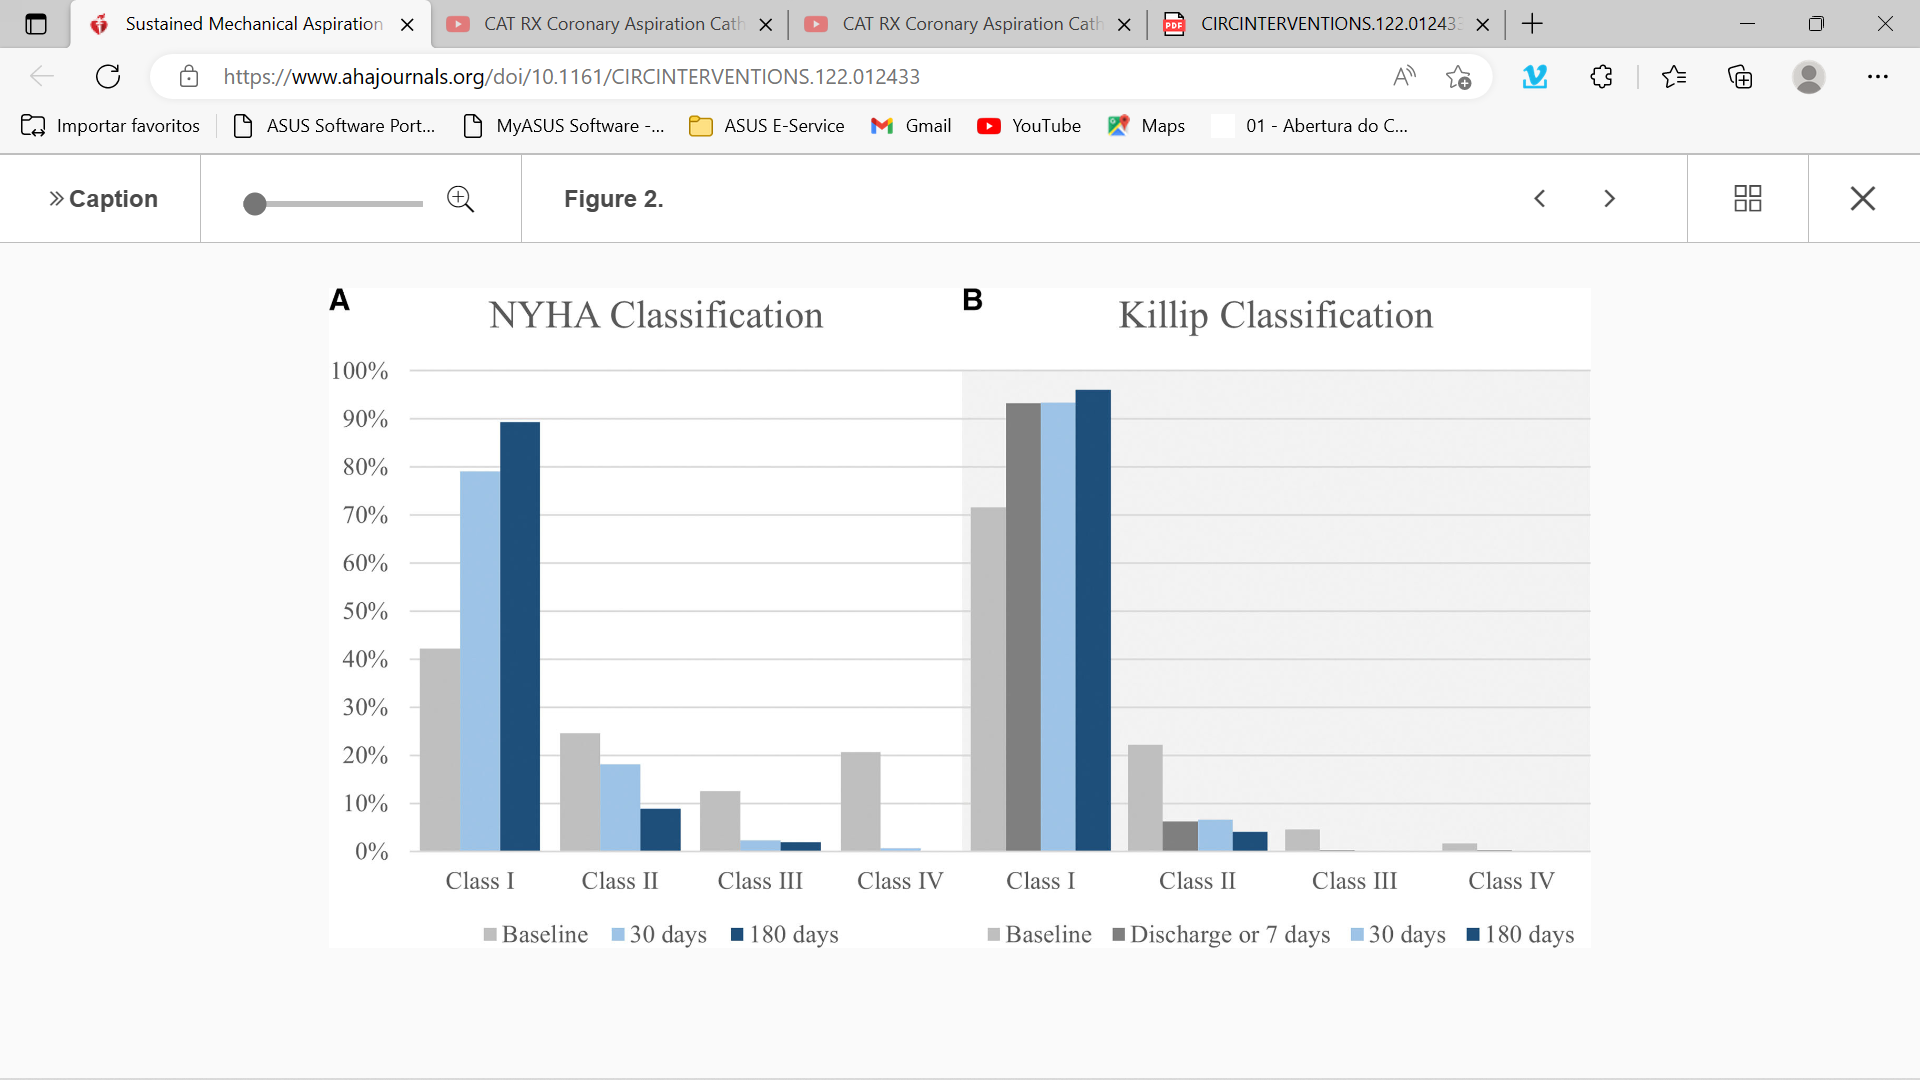 Sustained Mechanical Aspiration
CAT RX Coronary Aspiration Cath
CAT RX Coronary Aspiration Cath
PDF
CIRCINTERVENTIONS.122.012433
https://www.ahajournals.org/doi/10.1161/CIRCINTERVENTIONS.122.012433
Importar favoritos
ASUS Software Port...
MyASUS Software -...
ASUS E-Service
Gmail
YouTube
Maps
01 - Abertura do C...
» Caption
Figure 2.
A
NYHA Classification
100%
90%
80%
70%
60%
50%
40%
30%
20%
10%
0%
Class I
Class II
Class III
Class IV
Baseline
30 days
180 days
B
Killip Classification
Class I
Class II
Class III
Class IV
Baseline
Discharge or 7 days
30 days
180 days